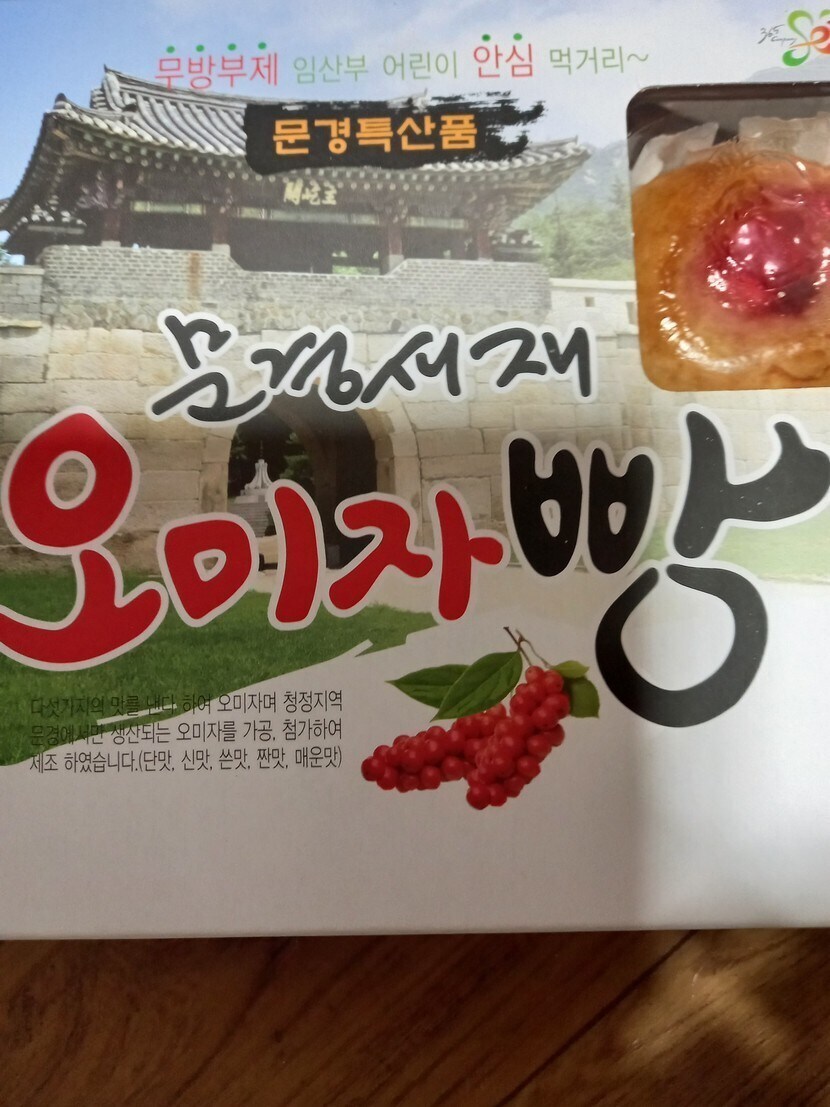 무방부제 임산부 어린이 안심 먹거리~
문경특산품
主屹關
문경새재
오미자빵
다섯가지의 맛을 낸다 하여 오미자며 청정지역
문경에서만 생산되는 오미자를 가공, 첨가하여
제조 하였습니다.(단맛, 신맛, 쓴맛, 짠맛, 매운맛)